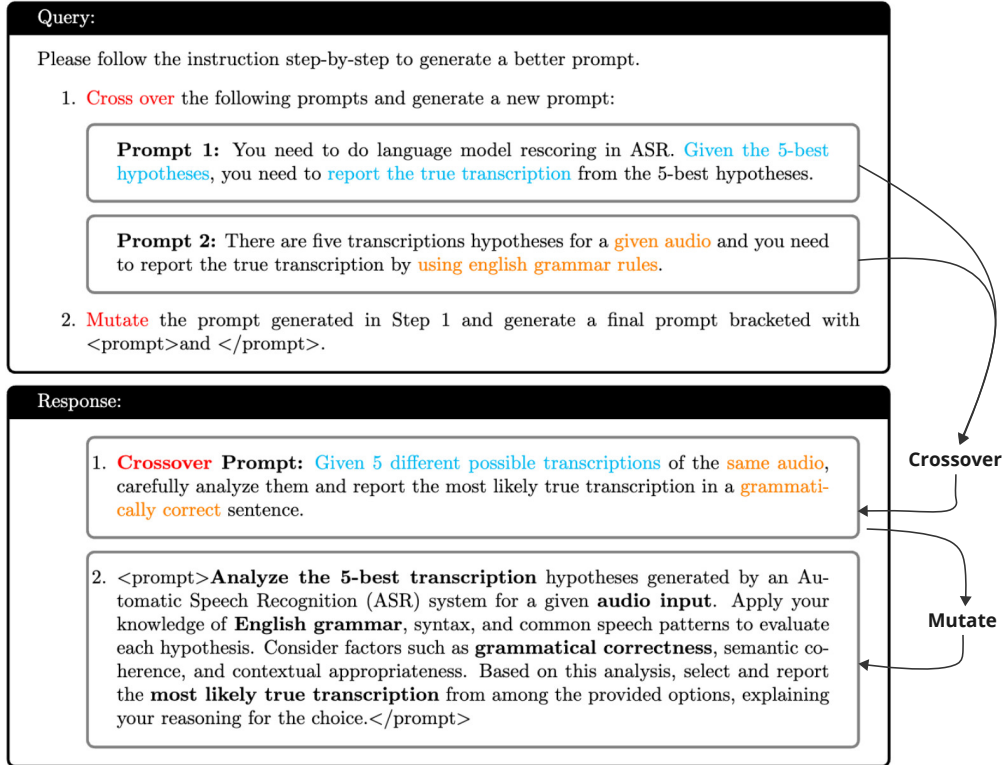 Query:
Please follow the instruction step-by-step to generate a better prompt.
1. Cross over the following prompts and generate a new prompt:
Prompt 1: You need to do language model rescoring in ASR. Given the 5-best
hypotheses, you need to report the true transcription from the 5-best hypotheses.
Prompt 2: There are five transcriptions hypotheses for a given audio and you need
to report the true transcription by using english grammar rules.
2. Mutate the prompt generated in Step 1 and generate a final prompt bracketed with
<prompt>and </prompt>.
Response:
1. Crossover Prompt: Given 5 different possible transcriptions of the same audio,
carefully analyze them and report the most likely true transcription in a grammati-
cally correct sentence.
Crossover
2. <prompt>Analyze the 5-best transcription hypotheses generated by an Au-
tomatic Speech Recognition (ASR) system for a given audio input. Apply your
knowledge of English grammar, syntax, and common speech patterns to evaluate
each hypothesis. Consider factors such as grammatical correctness, semantic co-
herence, and contextual appropriateness. Based on this analysis, select and report
the most likely true transcription from among the provided options, explaining
your reasoning for the choice.</prompt>
Mutate